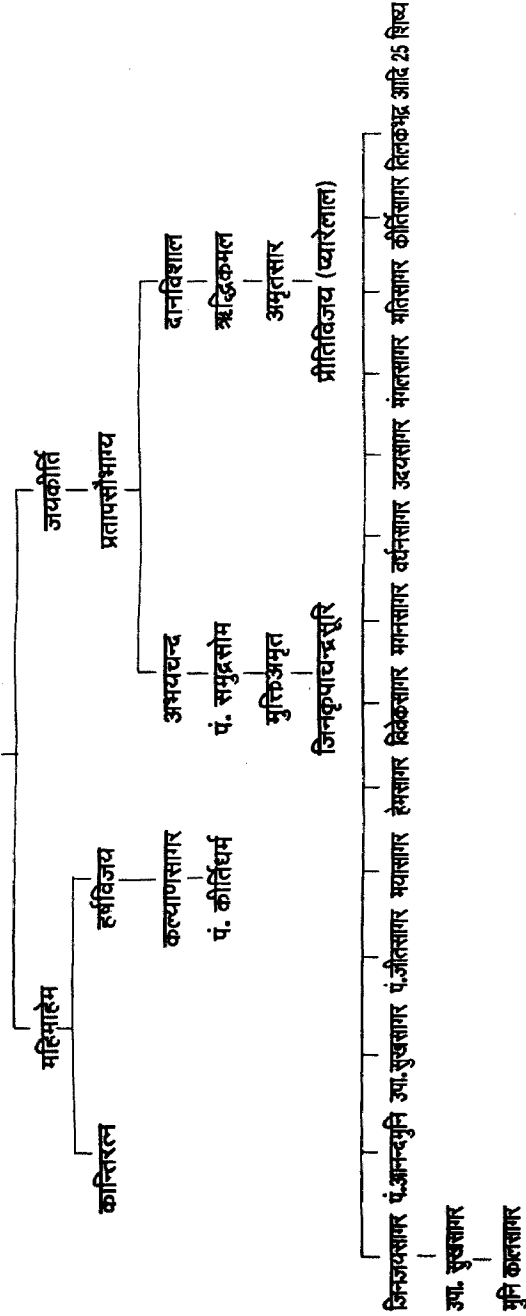 महिमाहेम जयकीर्ति
कान्तिरत्न हर्षविजय प्रतापसौभाग्य
कल्याणसागर अभयचन्द दानविशाल
पं. कीर्तिधर्म पं. समुद्रसोम ऋद्धिकमल
मुक्तिअमृत अमृतसार
जिनकृपाचन्द्रसूरि प्रीतिविजय (प्यारेलाल)
जिनजयसागर पं.आनन्दमुनि उपा.सुखसागर पं.जीतसागर मयासागर हेमसागर विवेकसागर मगनसागर वर्धनसागर उदयसागर मंगलसागर मतिसागर कीर्तिसागर तिलकभद्र आदि 25 शिष्य
उपा. सुखसागर
मुनि कान्तिसागर